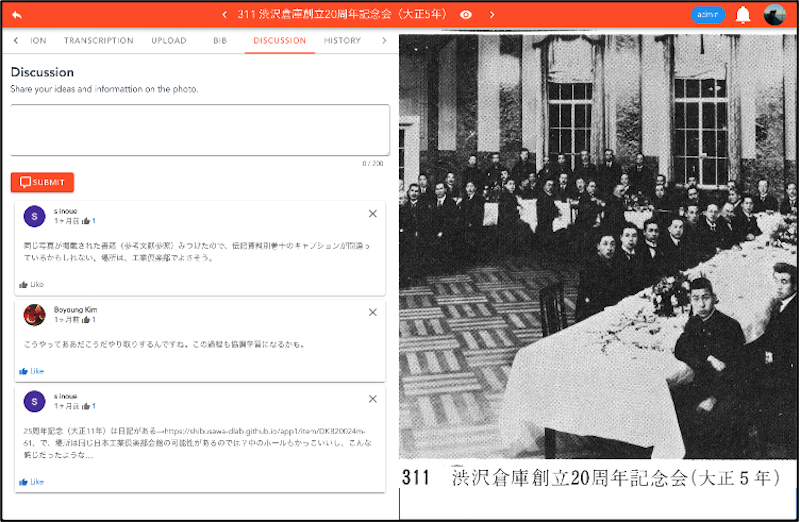 311 渋沢倉庫創立20周年記念会（大正5年）
admin
ION TRANSCRIPTION UPLOAD BIB DISCUSSION HISTORY
Discussion
Share your ideas and informattion on the photo.
0 / 200
SUBMIT
s inoue
1ヶ月前 1
同じ写真が掲載された書籍（参考文献参照）みつけたので、伝記資料別巻十のキャプションが間違っ
ているかもしれない。場所は、工業倶楽部でよさそう。
Like
Boyoung Kim
1ヶ月前 1
こうやってああだこうだやり取りするんですね。この過程も協調学習になるかも。
Like
s inoue
1ヶ月前 1
25周年記念（大正11年）は日記がある→https://shibusawa-dlab.github.io/app1/item/DKB20024m-
61、で、場所は同じ日本工業倶楽部会館の可能性があるのでは？中のホールもかっこいいし、こんな
感じだったような...
Like
311 渋沢倉庫創立20周年記念会(大正5年)